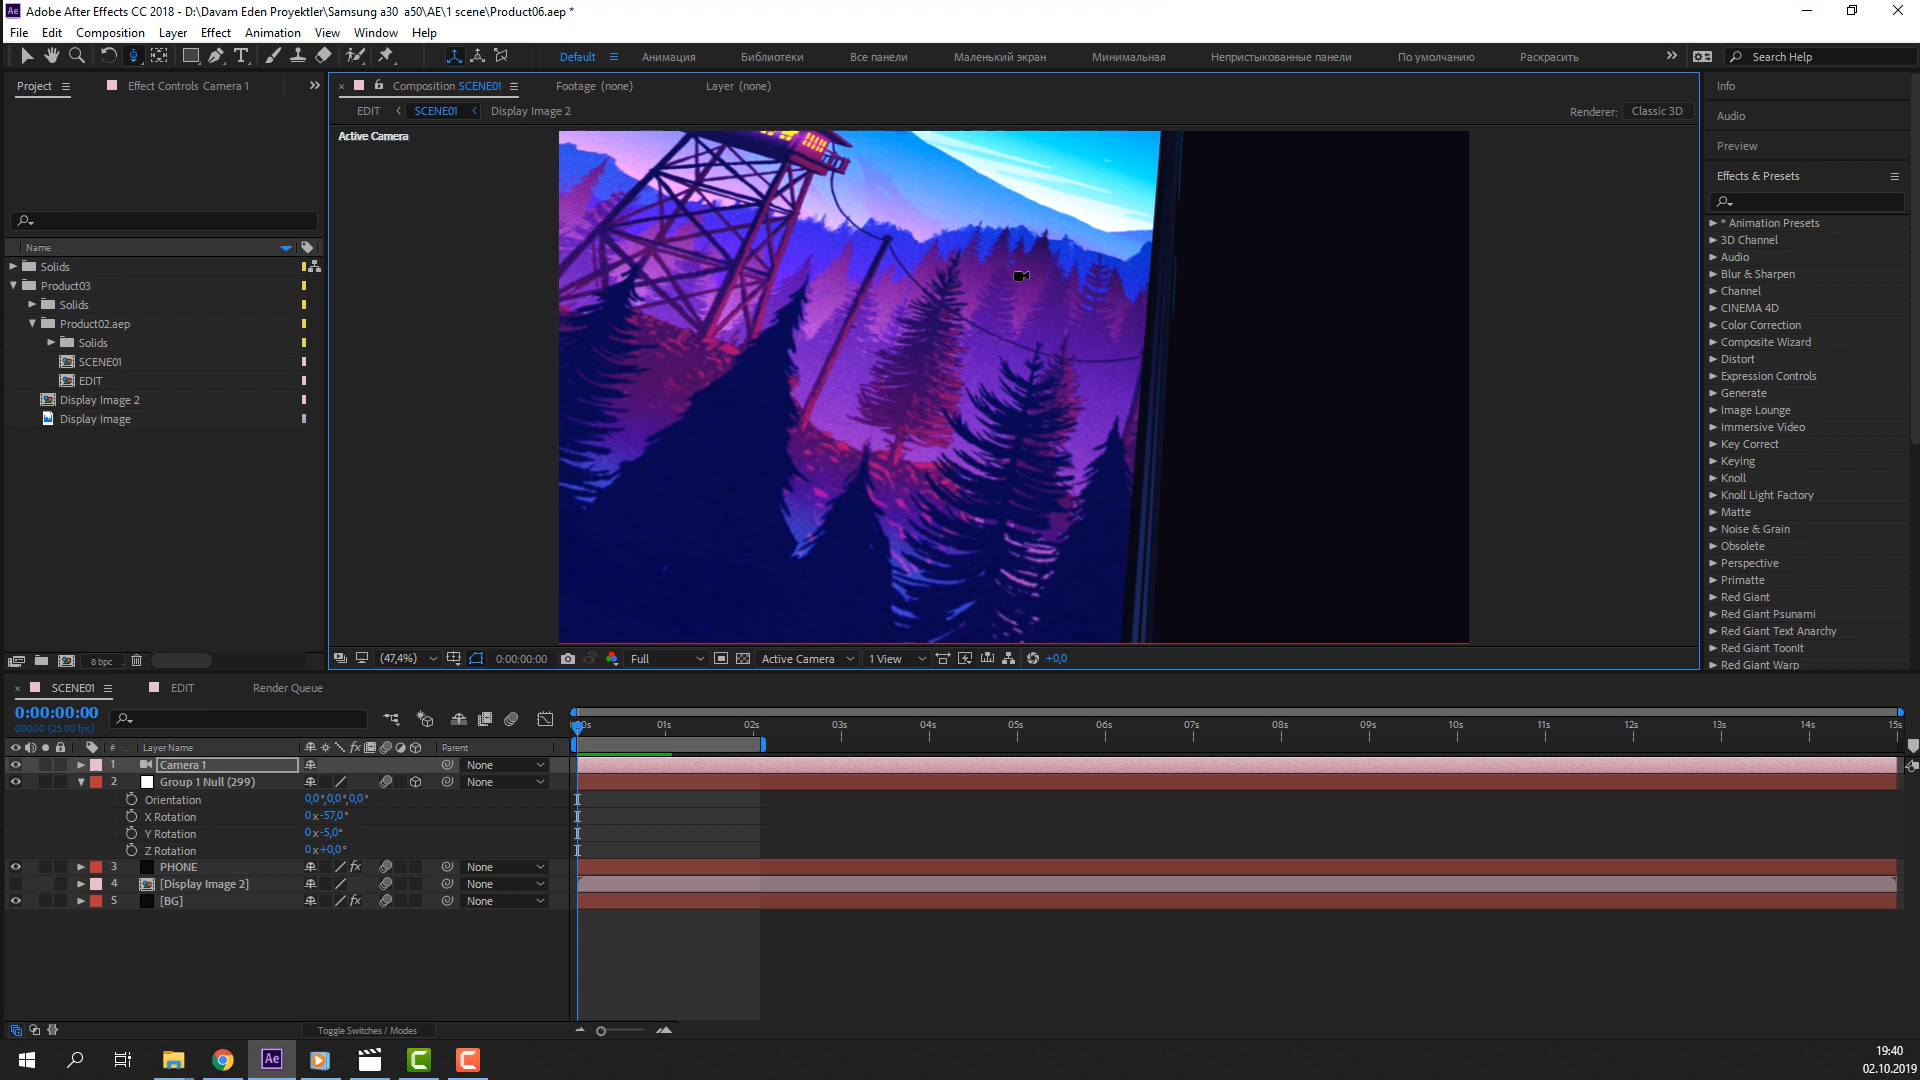 Adobe After Effects CC 2018 - D:\Davam Eden Proyektler\Samsung a30 a50\AE\1 scene\Product06.aep *
File Edit Composition Layer Effect Animation View Window Help
Default Анимация Библиотеки Все панели Маленький экран Минимальная Непристыкованные панели По умолчанию Раскрасить Search Help
Project Effect Controls Camera 1
Composition SCENE01 Footage (none) Layer (none)
EDIT SCENE01 Display Image 2 Renderer: Classic 3D
Active Camera
Name
Solids
Product03
Solids
Product02.aep
Solids
SCENE01
EDIT
Display Image 2
Display Image
8 bpc
(47,4%) 0:00:00:00 Full Active Camera 1 View +0,0
Info
Audio
Preview
Effects & Presets
* Animation Presets
3D Channel
Audio
Blur & Sharpen
Channel
CINEMA 4D
Color Correction
Composite Wizard
Distort
Expression Controls
Generate
Image Lounge
Immersive Video
Key Correct
Keying
Knoll
Knoll Light Factory
Matte
Noise & Grain
Obsolete
Perspective
Primatte
Red Giant
Red Giant Psunami
Red Giant Text Anarchy
Red Giant ToonIt
Red Giant Warp
SCENE01 EDIT Render Queue
0:00:00:00
00000 (25.00 fps)
00s 01s 02s 03s 04s 05s 06s 07s 08s 09s 10s 11s 12s 13s 14s 15s
# Layer Name Parent
1 Camera 1 None
2 Group 1 Null (299) None
Orientation 0,0°,0,0°,0,0°
X Rotation 0x-57,0°
Y Rotation 0x-5,0°
Z Rotation 0x+0,0°
3 PHONE fx None
4 [Display Image 2] None
5 [BG] fx None
Toggle Switches / Modes
Ae
19:40
02.10.2019